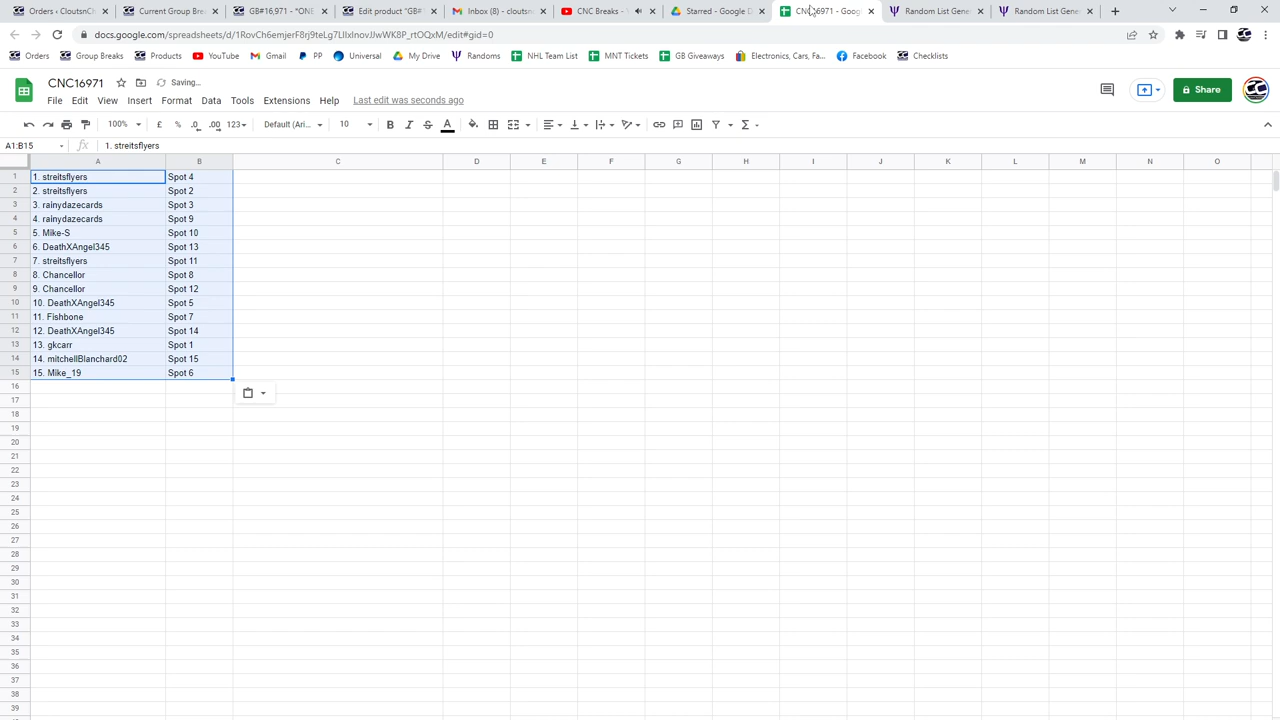 Orders ‹ CloutsnCh
Current Group Bre
GB#16,971 - *ONE
Edit product "GB#
Inbox (8) - cloutsn
CNC Breaks - Y
Starred - Google D
CNC16971 - Goog
Random List Gene
Random List Gene
docs.google.com/spreadsheets/d/1RovCh6emjerF8rj9teLg7LlIxInovJJwWK8P_rtOQxM/edit#gid=0
Orders
Group Breaks
Products
YouTube
Gmail
PP
Universal
My Drive
Randoms
NHL Team List
MNT Tickets
GB Giveaways
Electronics, Cars, Fa...
Facebook
Checklists
CNC16971
Saving...
File Edit View Insert Format Data Tools Extensions Help Last edit was seconds ago
Share
100% £ % .0 .00 123 Default (Ari... 10 B I S A
A1:B15 fx 1. streitsflyers
A B C D E F G H I J K L M N O
1 1. streitsflyers Spot 4
2 2. streitsflyers Spot 2
3 3. rainydazecards Spot 3
4 4. rainydazecards Spot 9
5 5. Mike-S Spot 10
6 6. DeathXAngel345 Spot 13
7 7. streitsflyers Spot 11
8 8. Chancellor Spot 8
9 9. Chancellor Spot 12
10 10. DeathXAngel345 Spot 5
11 11. Fishbone Spot 7
12 12. DeathXAngel345 Spot 14
13 13. gkcarr Spot 1
14 14. mitchellBlanchard02 Spot 15
15 15. Mike_19 Spot 6
16
17
18
19
20
21
22
23
24
25
26
27
28
29
30
31
32
33
34
35
36
37
38
39